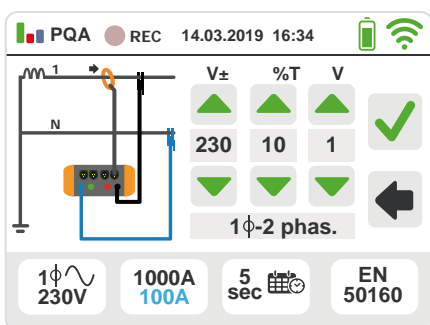 PQA REC 14.03.2019 16:34
1
N
V± %T V
230 10 1
1ϕ-2 phas.
1ϕ
230V
1000A
100A
5
sec
EN
50160